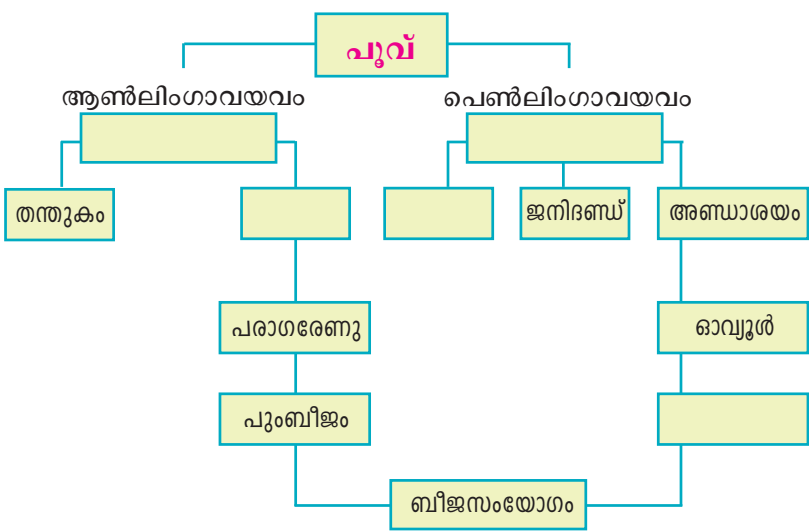 പൂവ്
ആൺലിംഗാവയവം
പെൺലിംഗാവയവം
തന്തുകം
ജനിദണ്ഡ്
അണ്ഡാശയം
പരാഗരേണു
ഓവ്യൂൾ
പുംബീജം
ബീജസംയോഗം